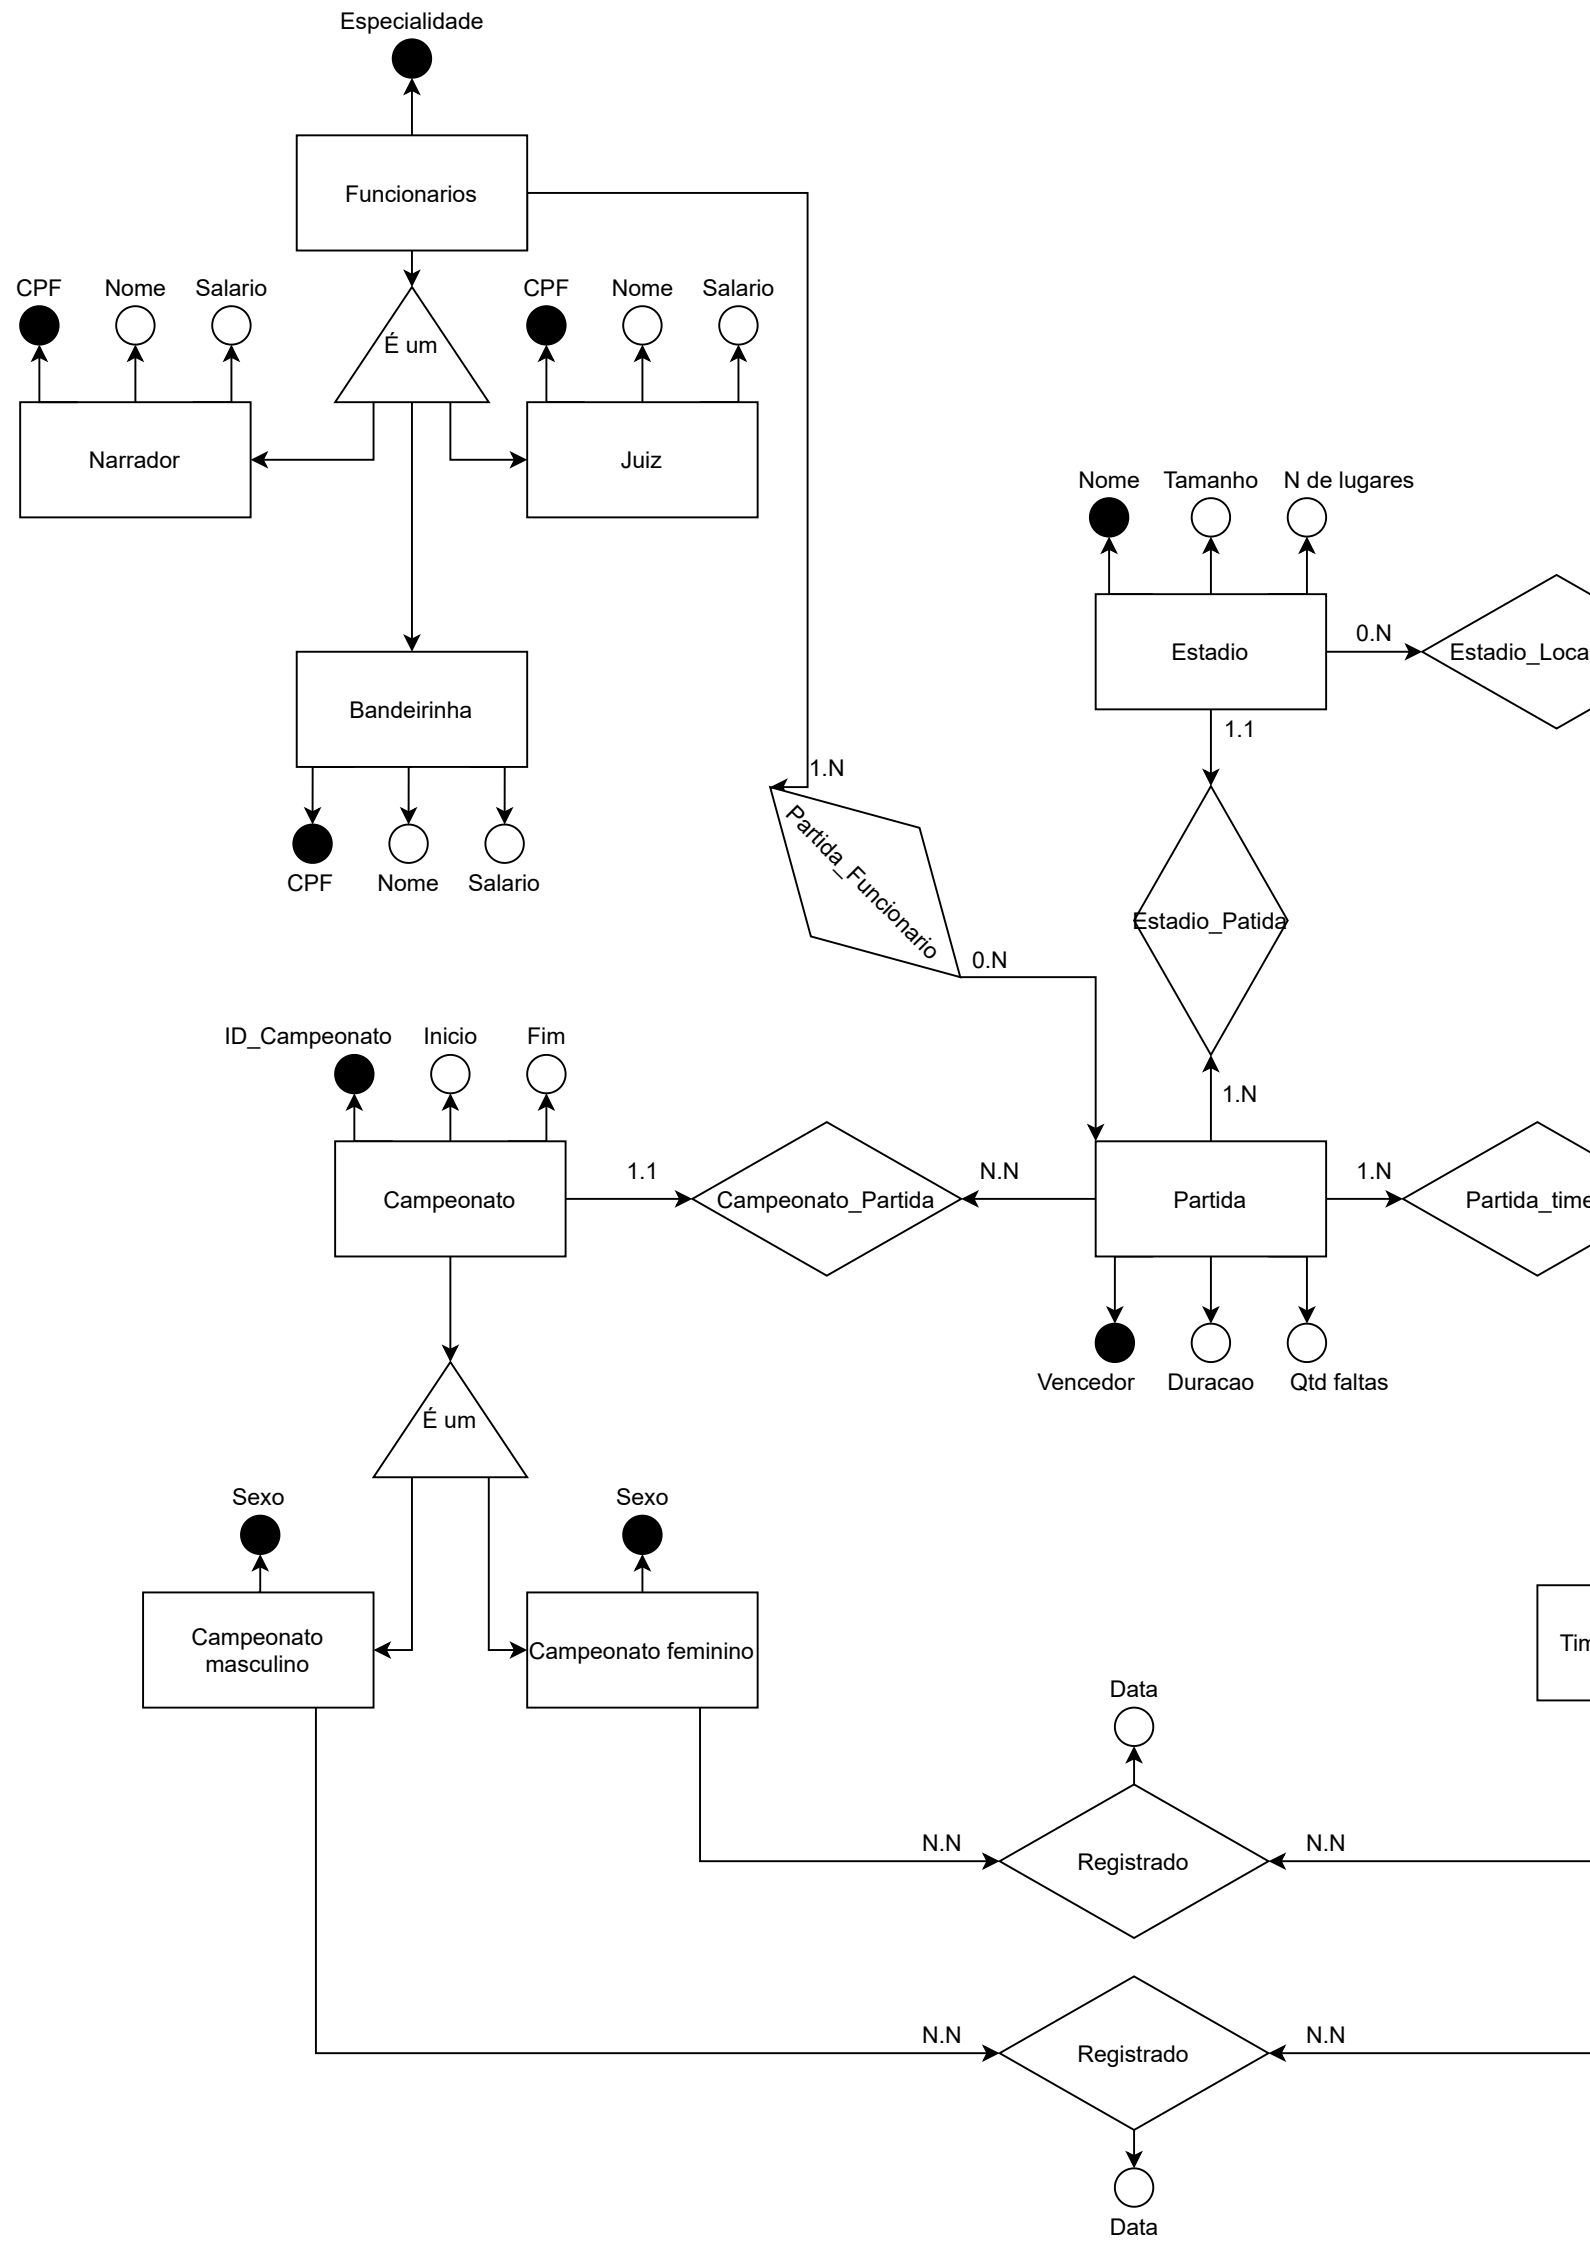 Especialidade
Funcionarios
CPF
Nome
Salario
CPF
Nome
Salario
É um
Narrador
Juiz
Nome
Tamanho
N de lugares
0.N
Estadio
Estadio_Loca
Bandeirinha
1.1
1.N
Partida_Funcionario
CPF
Nome
Salario
Estadio_Patida
0.N
ID_Campeonato
Inicio
Fim
1.N
1.1
N.N
1.N
Campeonato
Campeonato_Partida
Partida
Partida_time
Vencedor
Duracao
Qtd faltas
É um
Sexo
Sexo
Campeonato
masculino
Campeonato feminino
Tim
Data
N.N
N.N
Registrado
N.N
N.N
Registrado
Data